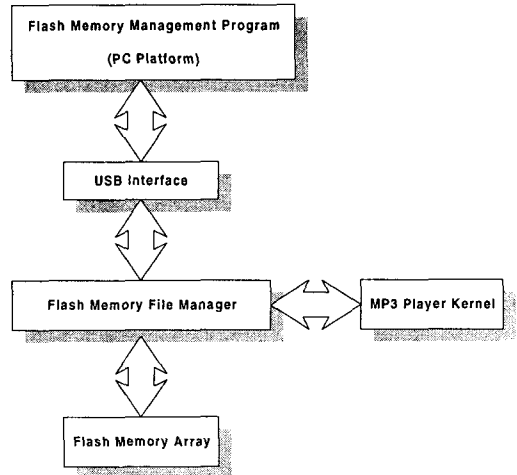 Flash Memory Management Program
(PC Platform)
USB Interface
Flash Memory File Manager
MP3 Player Kernel
Flash Memory Array